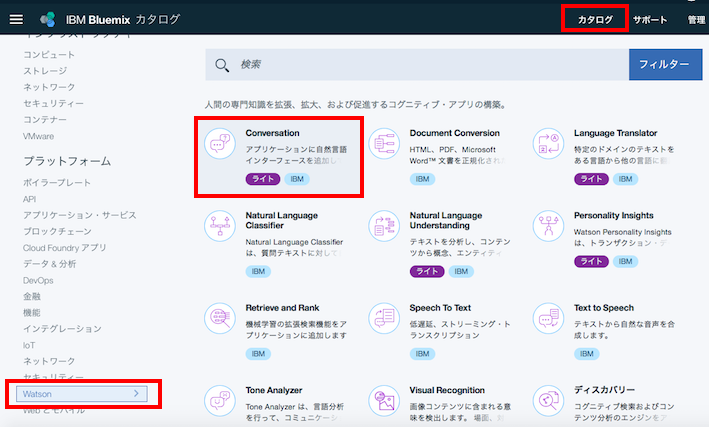 IBM Bluemix カタログ
カタログ
サポート
管理
コンピュート
ストレージ
ネットワーク
セキュリティー
コンテナー
VMware
プラットフォーム
ボイラープレート
API
アプリケーション・サービス
ブロックチェーン
Cloud Foundry アプリ
データ & 分析
DevOps
金融
機能
インテグレーション
IoT
ネットワーク
セキュリティー
Watson
Web とモバイル
検索
フィルター
人間の専門知識を拡張、拡大、および促進するコグニティブ・アプリの構築。
Conversation
アプリケーションに自然言語
インターフェースを追加し
ライト IBM
Document Conversion
HTML、PDF、Microsoft
Word™ 文書を正規化され
IBM
Language Translator
特定のドメインのテキストを
ある言語から他の言語に
ライト IBM
Natural Language
Classifier
Natural Language Classifier
は、質問テキストに対して
IBM
Natural Language
Understanding
テキストを分析し、コンテン
ツから概念、エンティティ
ライト IBM
Personality Insights
Watson Personality Insights
は、トランザクション・デ
ライト IBM
Retrieve and Rank
機械学習の拡張検索機能をア
プリケーションに追加します
IBM
Speech To Text
低遅延、ストリーミング・ト
ランスクリプション
IBM
Text to Speech
テキストから自然な音声を合
成します。
IBM
Tone Analyzer
Tone Analyzer は、言語分析
を行って、コミュニケーシ
Visual Recognition
画像コンテンツに含まれる意
味を検出します。 場面、
ディスカバリー
コグニティブ検索およびコン
テンツ分析のエンジンをア